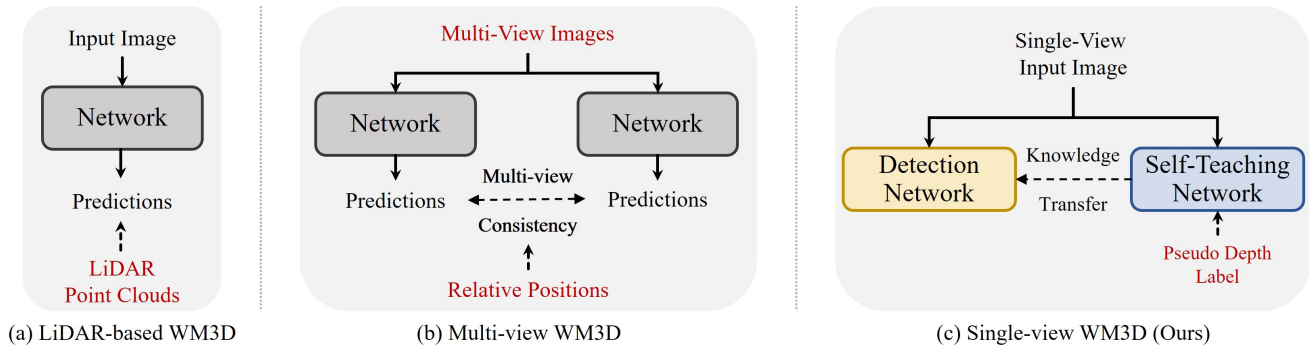 Input Image
Network
Predictions
LiDAR
Point Clouds
(a) LiDAR-based WM3D
Multi-View Images
Network
Network
Predictions
Multi-view
Consistency
Predictions
Relative Positions
(b) Multi-view WM3D
Single-View
Input Image
Detection
Network
Knowledge
Transfer
Self-Teaching
Network
Pseudo Depth
Label
(c) Single-view WM3D (Ours)